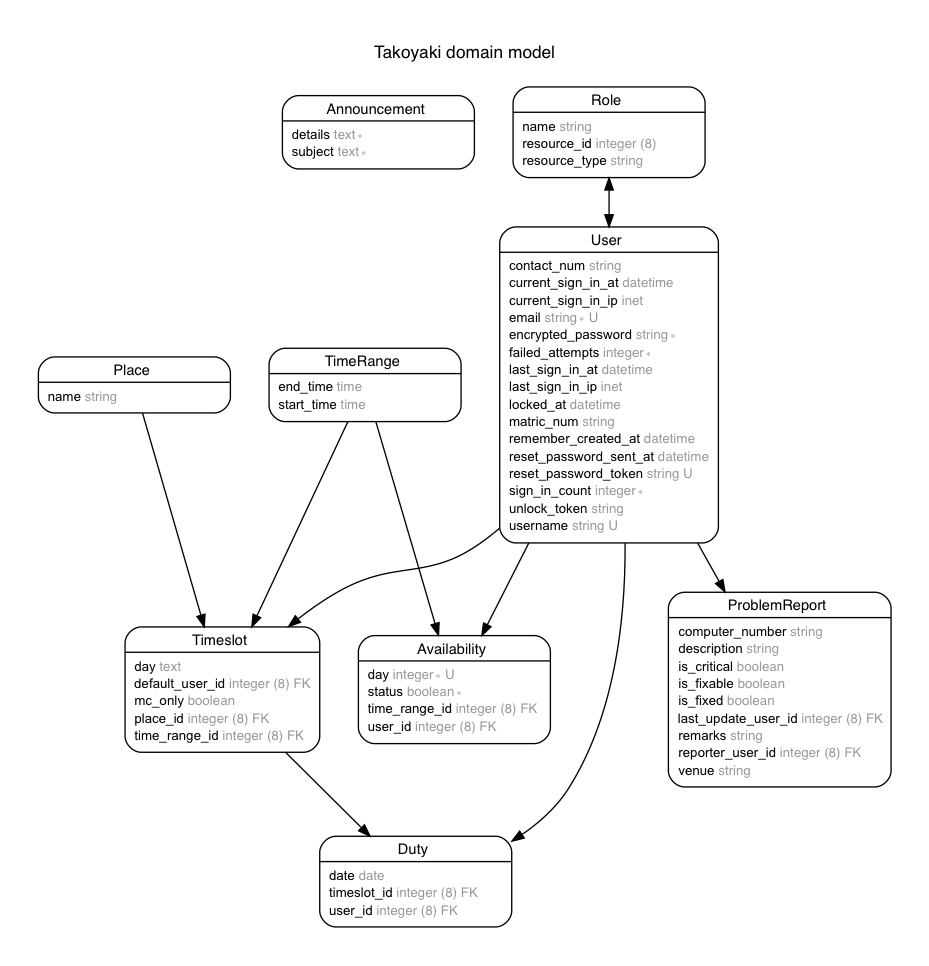 Takoyaki domain model
Announcement
details text *
subject text *
Role
name string
resource_id integer (8)
resource_type string
User
contact_num string
current_sign_in_at datetime
current_sign_in_ip inet
email string * U
encrypted_password string *
failed_attempts integer *
last_sign_in_at datetime
last_sign_in_ip inet
locked_at datetime
matric_num string
remember_created_at datetime
reset_password_sent_at datetime
reset_password_token string U
sign_in_count integer *
unlock_token string
username string U
Place
name string
TimeRange
end_time time
start_time time
Timeslot
day text
default_user_id integer (8) FK
mc_only boolean
place_id integer (8) FK
time_range_id integer (8) FK
Availability
day integer * U
status boolean *
time_range_id integer (8) FK
user_id integer (8) FK
ProblemReport
computer_number string
description string
is_critical boolean
is_fixable boolean
is_fixed boolean
last_update_user_id integer (8) FK
remarks string
reporter_user_id integer (8) FK
venue string
Duty
date date
timeslot_id integer (8) FK
user_id integer (8) FK